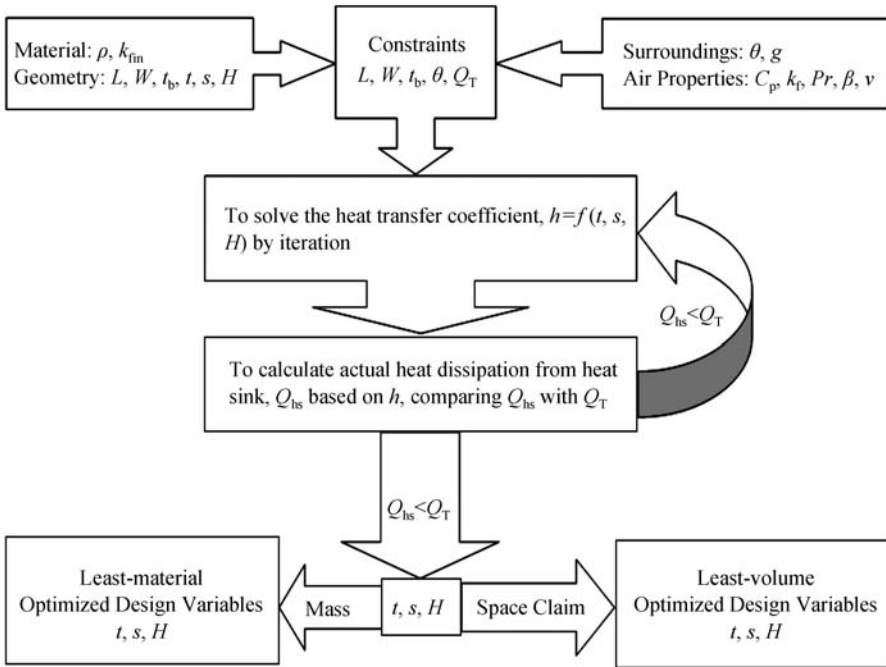 Material: ρ, k_fin
Geometry: L, W, t_b, t, s, H
Constraints
L, W, t_b, θ, Q_T
Surroundings: θ, g
Air Properties: C_p, k_f, Pr, β, ν
To solve the heat transfer coefficient, h=f (t, s,
H) by iteration
Q_hs<Q_T
To calculate actual heat dissipation from heat
sink, Q_hs based on h, comparing Q_hs with Q_T
Q_hs<Q_T
Least-material
Optimized Design Variables
t, s, H
Mass
t, s, H
Space Claim
Least-volume
Optimized Design Variables
t, s, H